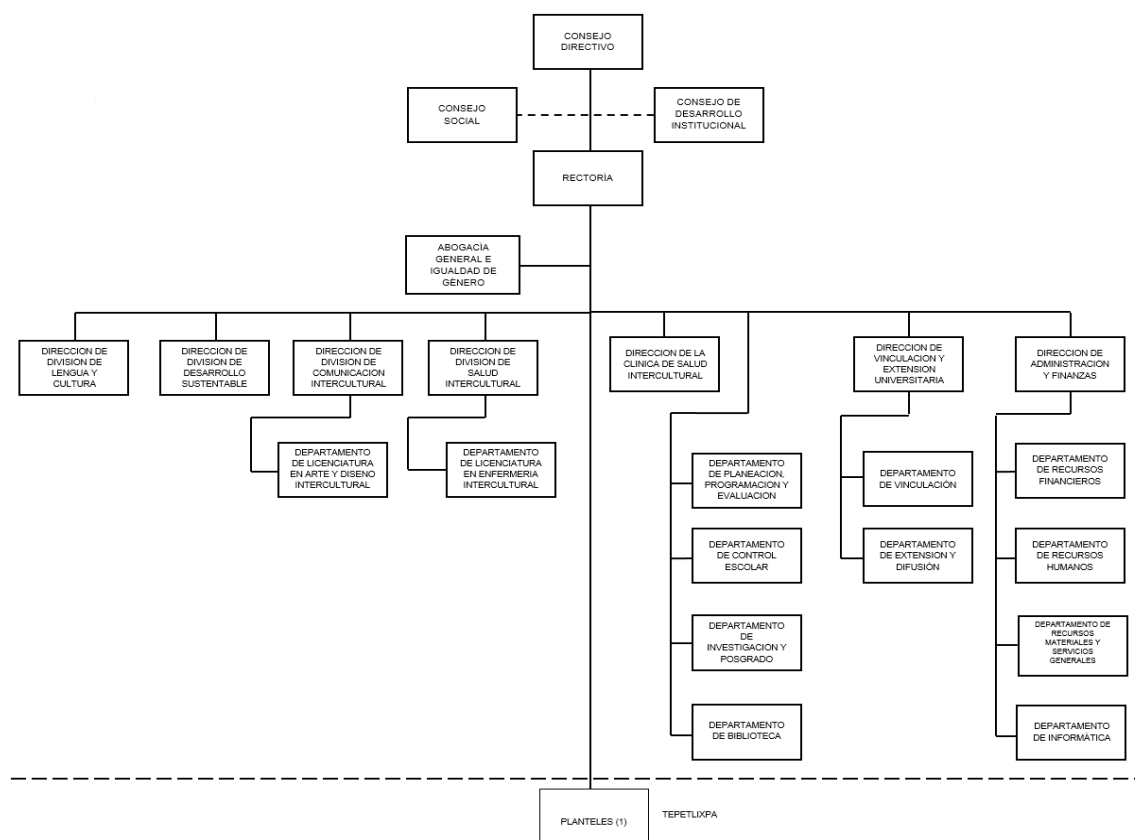 CONSEJO
DIRECTIVO
CONSEJO
SOCIAL
CONSEJO DE
DESARROLLO
INSTITUCIONAL
RECTORÌA
ABOGACÌA
GENERAL E
IGUALDAD DE
GÈNERO
DIRECCION DE
DIVISION DE
LENGUA Y
CULTURA
DIRECCION DE
DIVISION DE
DESARROLLO
SUSTENTABLE
DIRECCION DE
DIVISION DE
COMUNICACION
INTERCULTURAL
DIRECCION DE
DIVISION DE
SALUD
INTERCULTURAL
DIRECCION DE LA
CLINICA DE SALUD
INTERCULTURAL
DIRECCION DE
VINCULACION Y
EXTENSION
UNIVERSITARIA
DIRECCION DE
ADMINISTRACION
Y FINANZAS
DEPARTAMENTO
DE LICENCIATURA
EN ARTE Y DISENO
INTERCULTURAL
DEPARTAMENTO
DE LICENCIATURA
EN ENFERMERIA
INTERCULTURAL
DEPARTAMENTO
DE PLANEACION,
PROGRAMACION Y
EVALUACION
DEPARTAMENTO
DE CONTROL
ESCOLAR
DEPARTAMENTO
DE
INVESTIGACION Y
POSGRADO
DEPARTAMENTO
DE BIBLIOTECA
DEPARTAMENTO
DE VINCULACIÓN
DEPARTAMENTO
DE EXTENSION Y
DIFUSIÓN
DEPARTAMENTO
DE RECURSOS
FINANCIEROS
DEPARTAMENTO
DE RECURSOS
HUMANOS
DEPARTAMENTO DE
RECURSOS
MATERIALES Y
SERVICIOS
GENERALES
DEPARTAMENTO
DE INFORMÀTICA
PLANTELES (1)
TEPETLIXPA